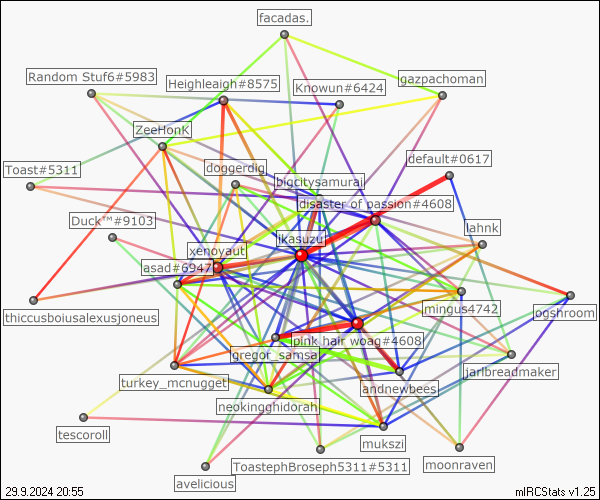 facadas.
Random Stuf6#5983
Heighleigh#8575
gazpachoman
Knowun#6424
ZeeHonK
doggerdig
default#0617
Toast#5311
bigcitysamurai
disaster of passion#4608
Duck™#9103
lahnk
ikasuzu
xenoyaut
asad#6947
thiccusboiusalexusjoneus
mingus4742
pogshroom
pink hair woag#4608
gregor_samsa
jarlbreadmaker
turkey_mcnugget
andnewbees
neokingghidorah
tescoroll
mukszi
ToastephBroseph5311#5311
moonraven
avelicious
29.9.2024 20:55
mIRCStats v1.25